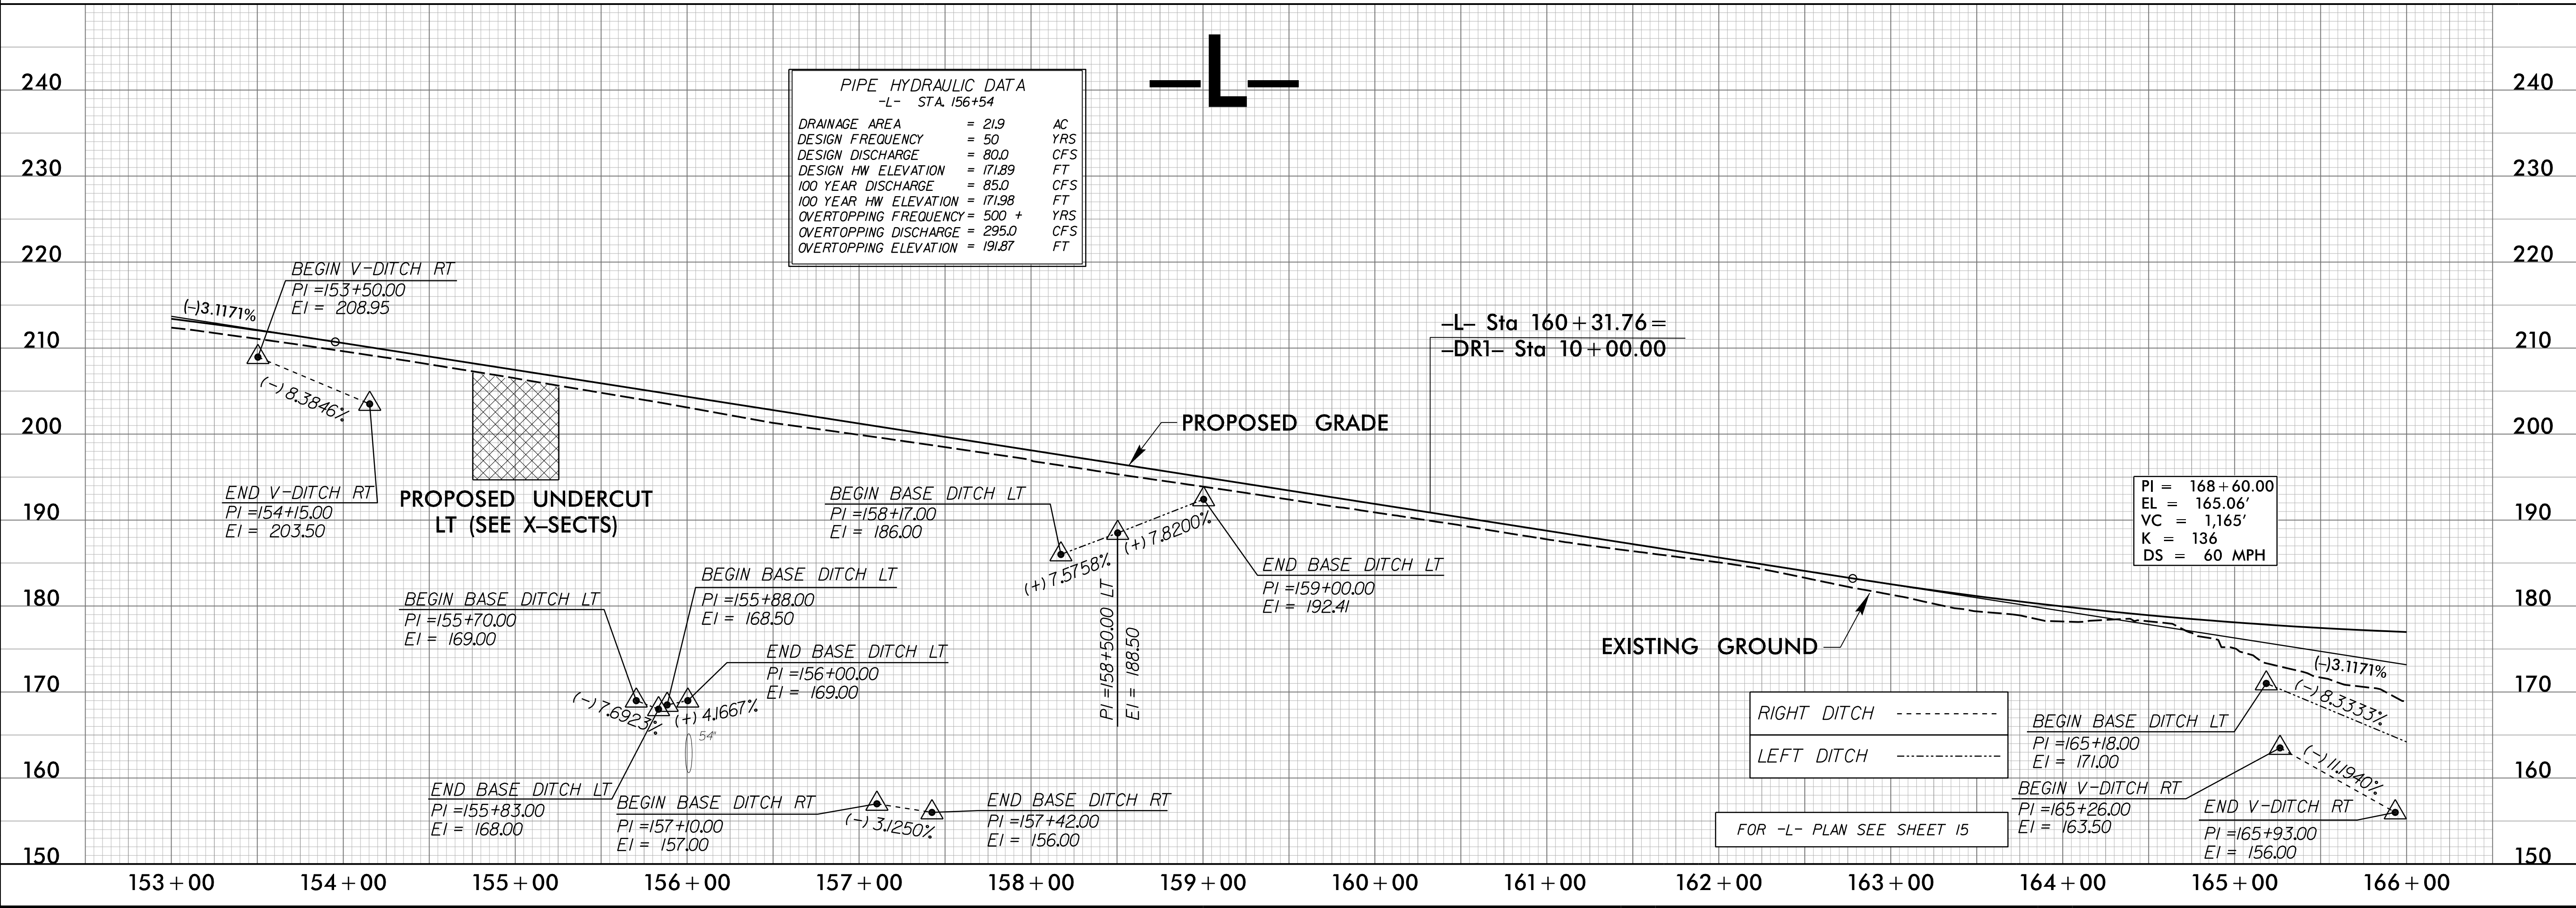 240
230
220
210
200
190
180
170
160
150
–L–
PIPE HYDRAULIC DATA
-L- STA. 156+54
DRAINAGE AREA = 21.9 AC
DESIGN FREQUENCY = 50 YRS
DESIGN DISCHARGE = 80.0 CFS
DESIGN HW ELEVATION = 171.89 FT
100 YEAR DISCHARGE = 85.0 CFS
100 YEAR HW ELEVATION = 171.98 FT
OVERTOPPING FREQUENCY = 500 + YRS
OVERTOPPING DISCHARGE = 295.0 CFS
OVERTOPPING ELEVATION = 191.87 FT
BEGIN V-DITCH RT
PI =153+50.00
El = 208.95
(–)3.1171%
(-) 8.3846%
END V-DITCH RT
PI =154+15.00
El = 203.50
PROPOSED UNDERCUT
LT (SEE X–SECTS)
BEGIN BASE DITCH LT
PI =155+70.00
El = 169.00
BEGIN BASE DITCH LT
PI =155+88.00
El = 168.50
END BASE DITCH LT
PI =156+00.00
El = 169.00
(-) 7.6923%
(+) 4.1667%
54"
END BASE DITCH LT
PI =155+83.00
El = 168.00
BEGIN BASE DITCH RT
PI =157+10.00
El = 157.00
(-) 3.1250%
END BASE DITCH RT
PI =157+42.00
El = 156.00
BEGIN BASE DITCH LT
PI =158+17.00
El = 186.00
(+) 7.5758%
PI =158+50.00 LT
El = 188.50
(+) 7.8200%
END BASE DITCH LT
PI =159+00.00
El = 192.41
PROPOSED GRADE
–L– Sta 160+31.76 =
–DR1– Sta 10+00.00
EXISTING GROUND
PI = 168+60.00
EL = 165.06'
VC = 1,165'
K = 136
DS = 60 MPH
(–)3.1171%
(-) 8.3333%
RIGHT DITCH
LEFT DITCH
BEGIN BASE DITCH LT
PI =165+18.00
El = 171.00
(-) 11.1940%
BEGIN V-DITCH RT
PI =165+26.00
El = 163.50
END V-DITCH RT
PI =165+93.00
El = 156.00
FOR -L- PLAN SEE SHEET 15
240
230
220
210
200
190
180
170
160
150
153+00 154+00 155+00 156+00 157+00 158+00 159+00 160+00 161+00 162+00 163+00 164+00 165+00 166+00